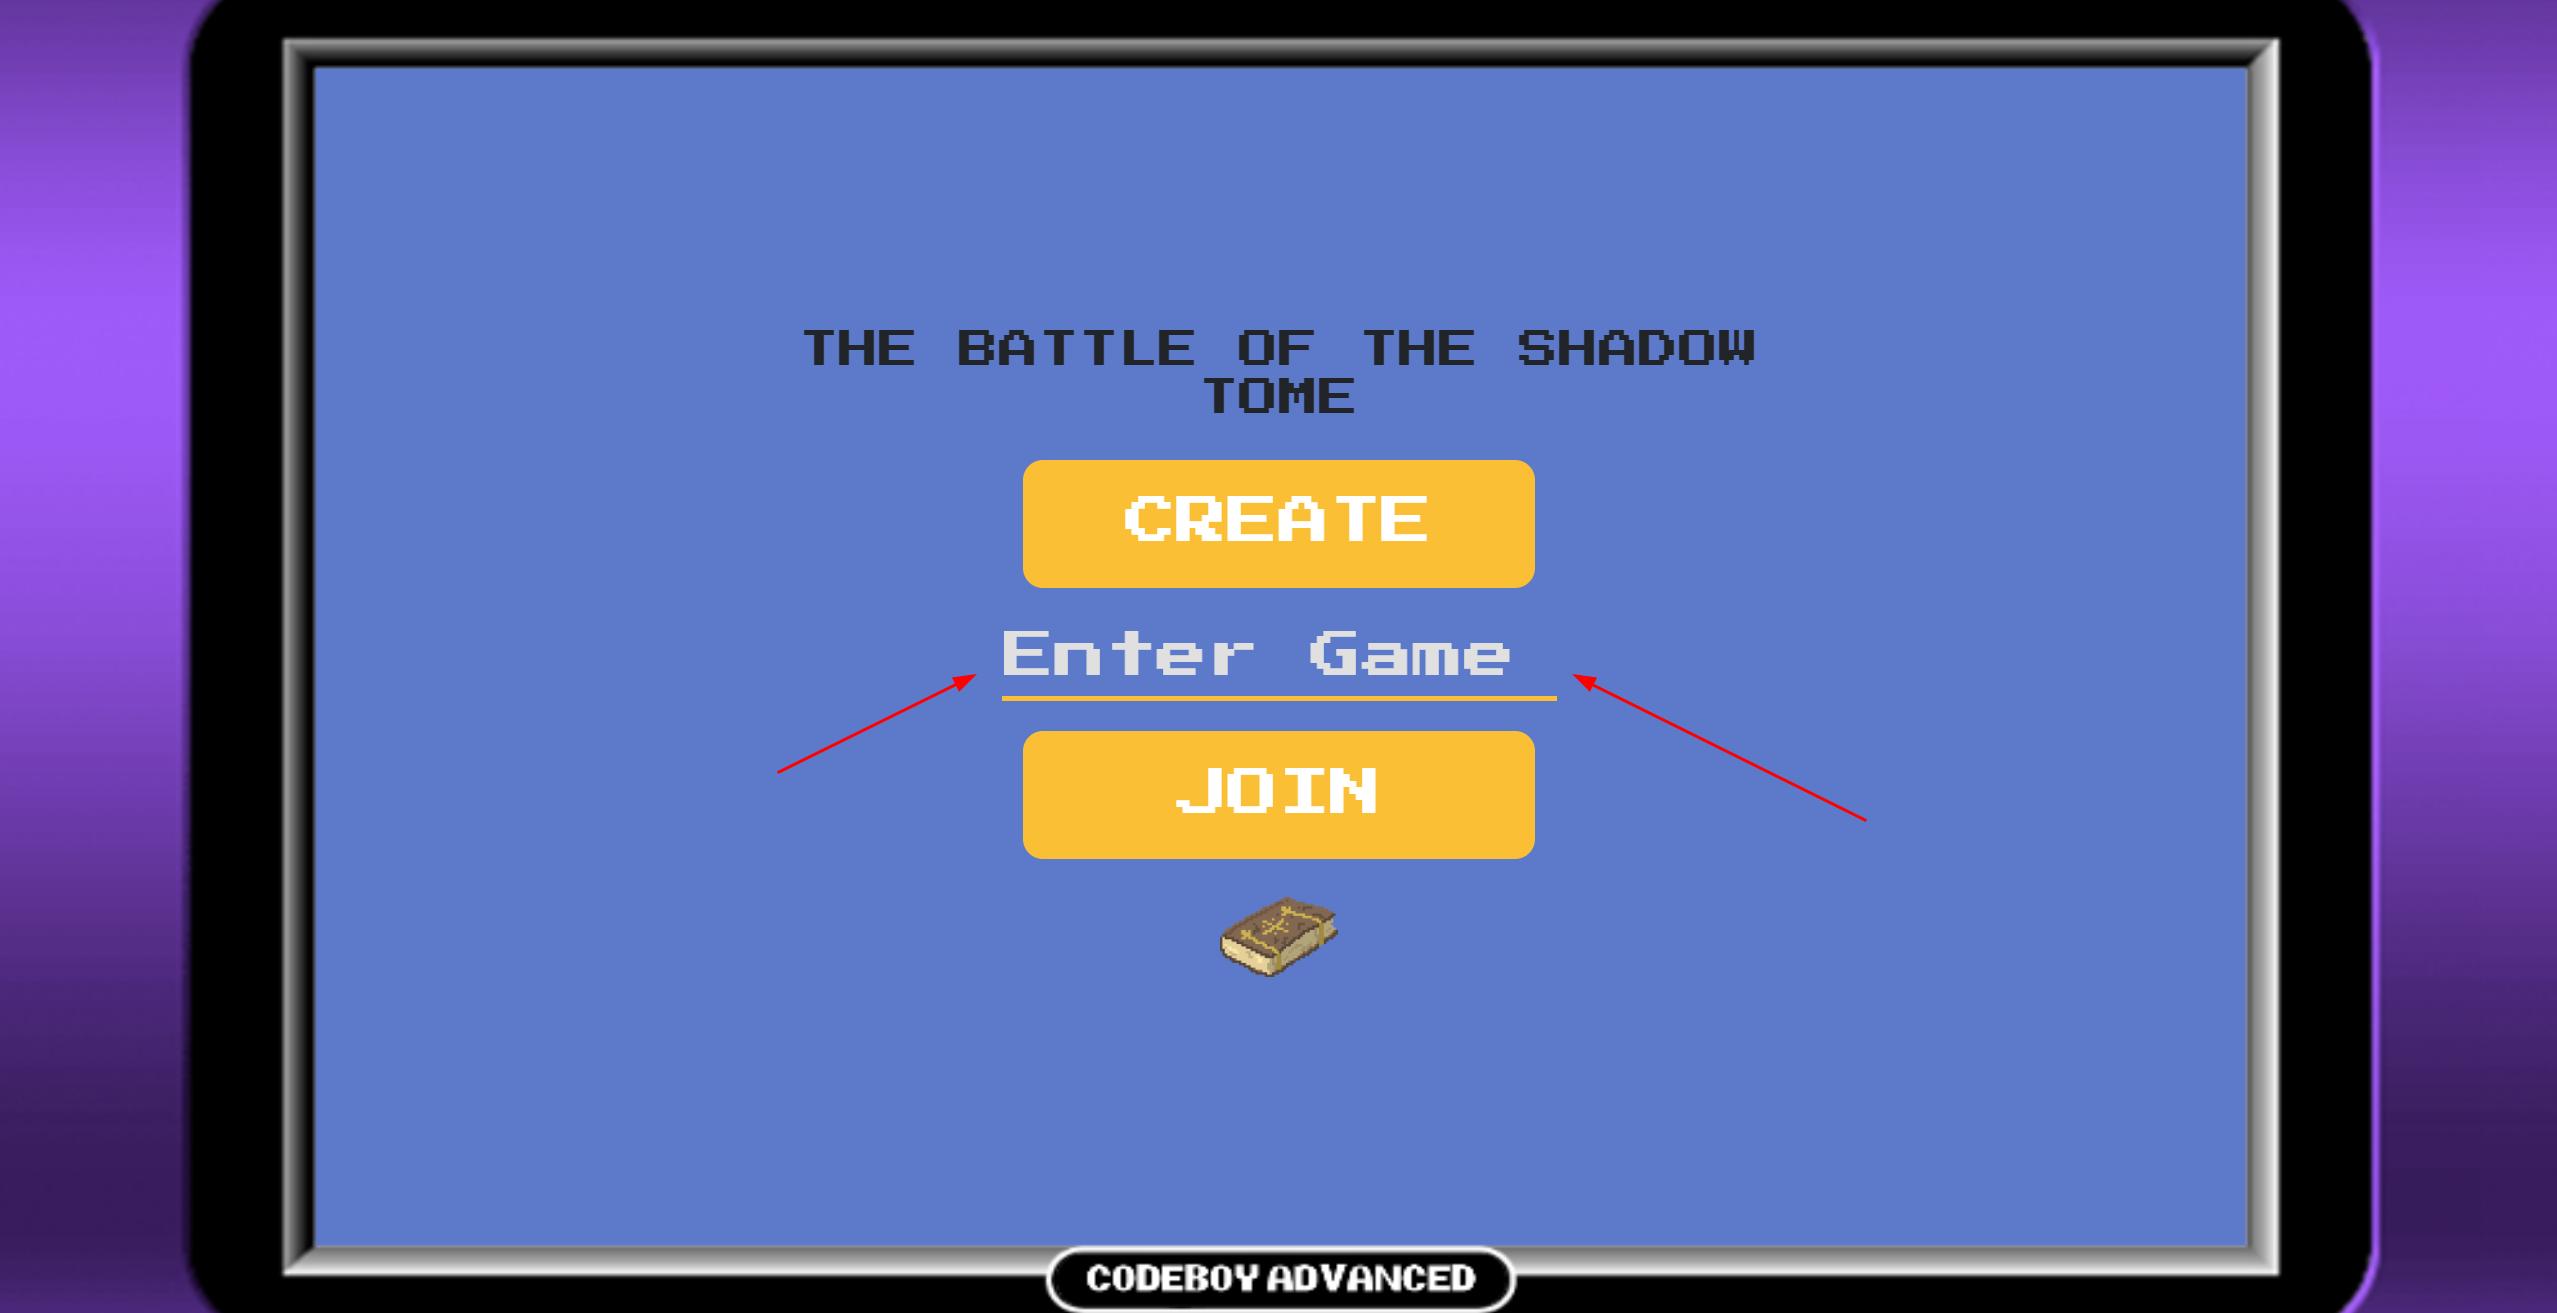 THE BATTLE OF THE SHADOW
TOME
CREATE
Enter Game
JOIN
CODEBOY ADVANCED